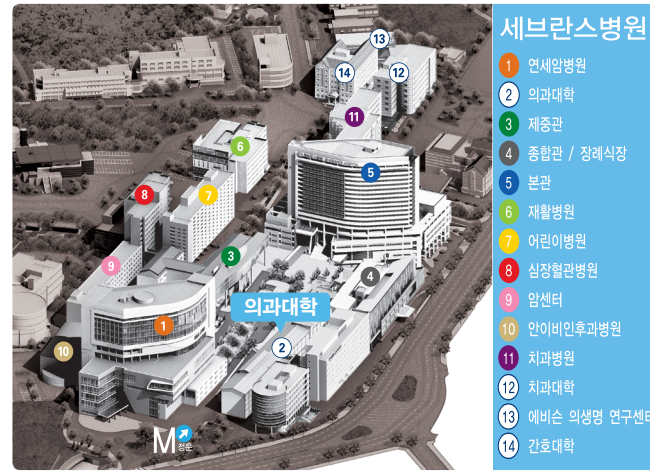 세브란스병원
1 연세암병원
2 의과대학
3 제중관
4 종합관 / 장례식장
5 본관
6 재활병원
7 어린이병원
8 심장혈관병원
9 암센터
10 안이비인후과병원
11 치과병원
12 치과대학
13 에비슨 의생명 연구센터
14 간호대학
13
14
12
11
6
5
8
7
3
9
4
의과대학
1
10
2
M
정문